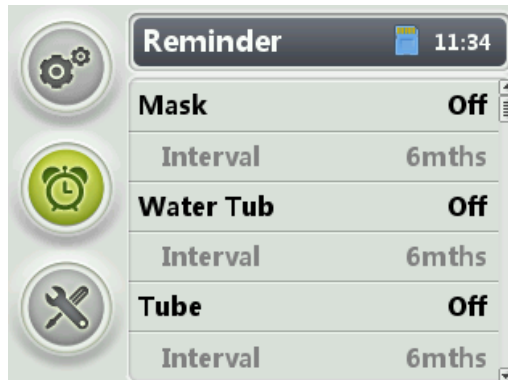 Reminder 11:34
Mask Off
Interval 6mths
Water Tub Off
Interval 6mths
Tube Off
Interval 6mths